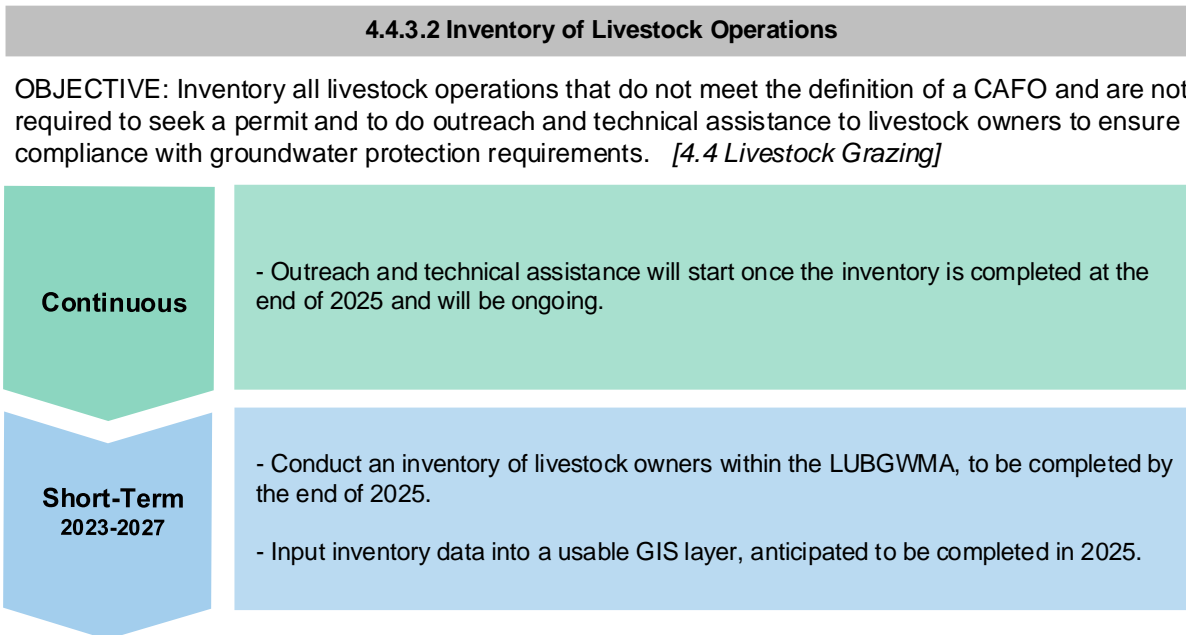 4.4.3.2 Inventory of Livestock Operations
OBJECTIVE: Inventory all livestock operations that do not meet the definition of a CAFO and are not
required to seek a permit and to do outreach and technical assistance to livestock owners to ensure
compliance with groundwater protection requirements. [4.4 Livestock Grazing]
Continuous
- Outreach and technical assistance will start once the inventory is completed at the
end of 2025 and will be ongoing.
Short-Term
2023-2027
- Conduct an inventory of livestock owners within the LUBGWMA, to be completed by
the end of 2025.
- Input inventory data into a usable GIS layer, anticipated to be completed in 2025.